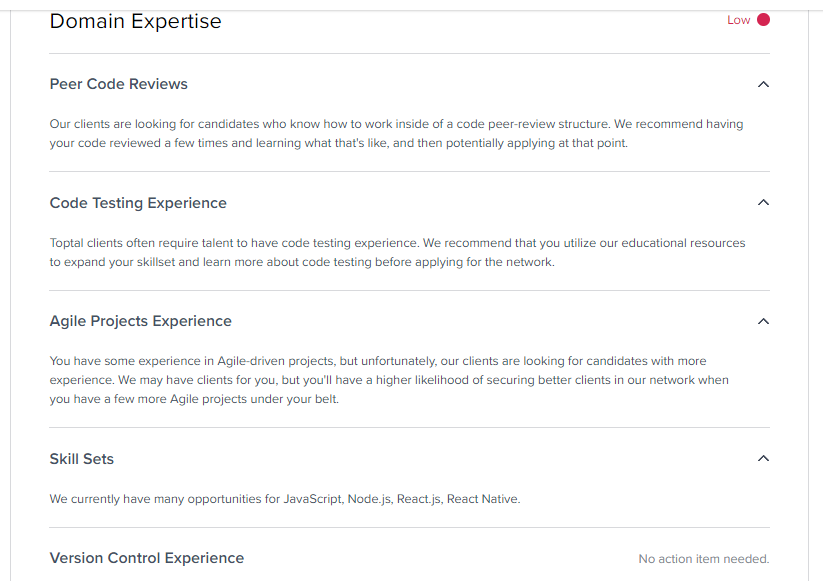 Domain Expertise
Low
Peer Code Reviews
Our clients are looking for candidates who know how to work inside of a code peer-review structure. We recommend having
your code reviewed a few times and learning what that's like, and then potentially applying at that point.
Code Testing Experience
Toptal clients often require talent to have code testing experience. We recommend that you utilize our educational resources
to expand your skillset and learn more about code testing before applying for the network.
Agile Projects Experience
You have some experience in Agile-driven projects, but unfortunately, our clients are looking for candidates with more
experience. We may have clients for you, but you'll have a higher likelihood of securing better clients in our network when
you have a few more Agile projects under your belt.
Skill Sets
We currently have many opportunities for JavaScript, Node.js, React.js, React Native.
Version Control Experience
No action item needed.